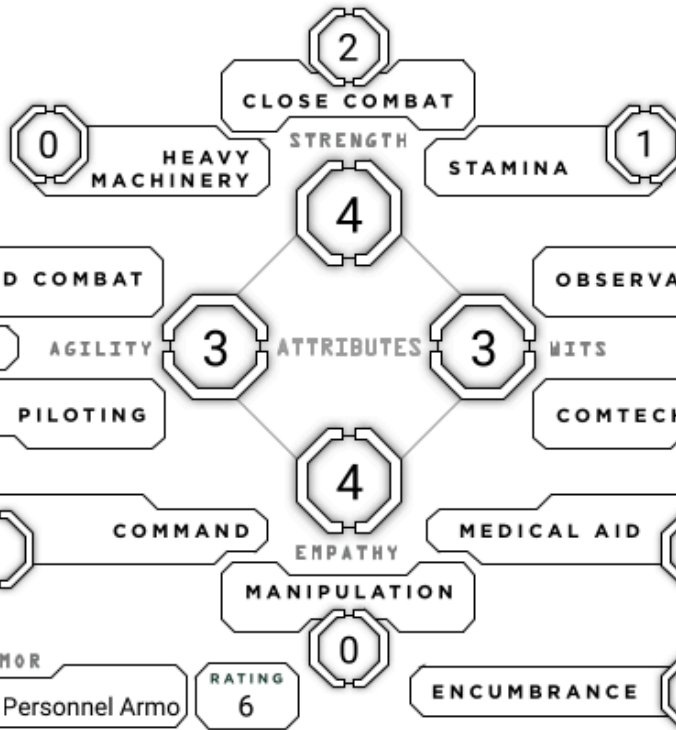 2
CLOSE COMBAT
STRENGTH
0
HEAVY
MACHINERY
STAMINA
1
4
D COMBAT
OBSERVA
AGILITY
3
ATTRIBUTES
3
WITS
PILOTING
COMTECH
4
COMMAND
MEDICAL AID
EMPATHY
MANIPULATION
0
MOR
Personnel Armo
RATING
6
ENCUMBRANCE